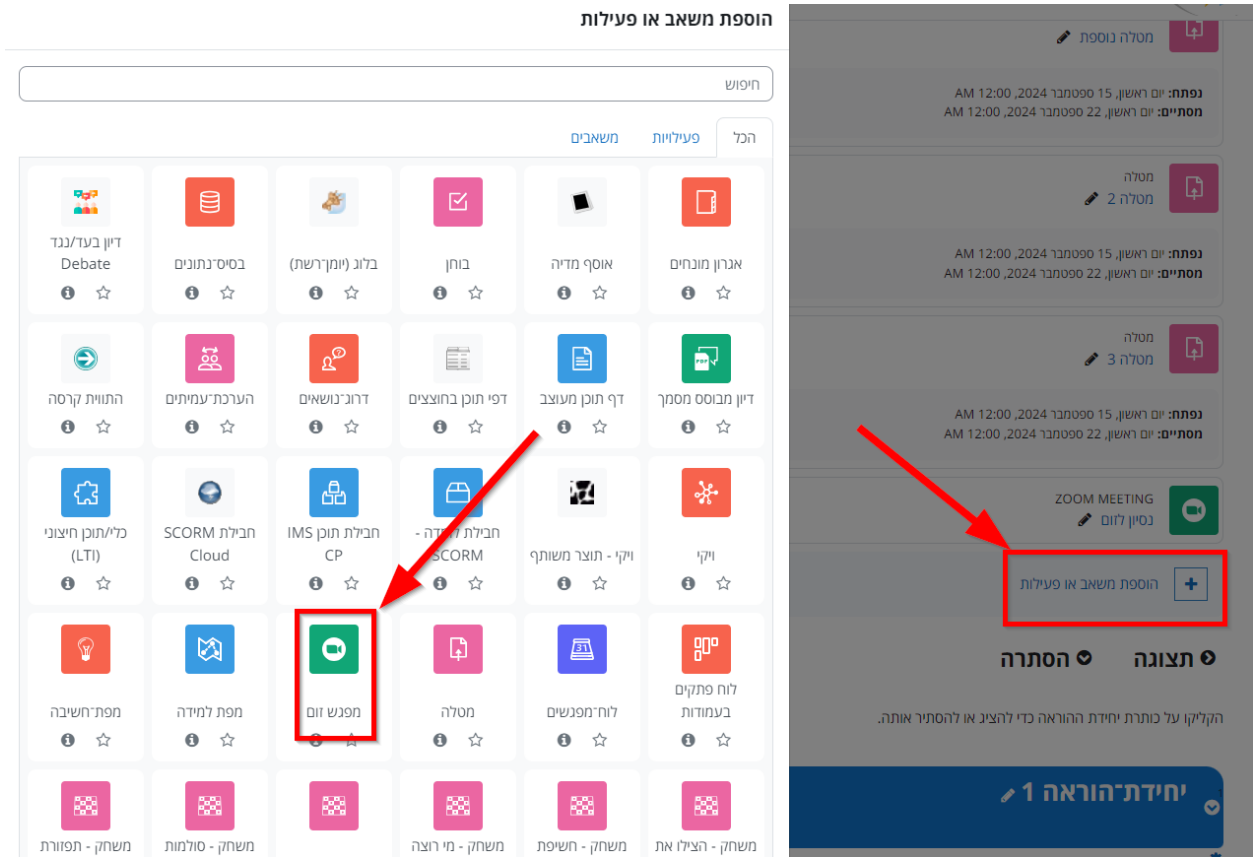 הוספת משאב או פעילות
חיפוש
הכל
פעילויות
משאבים
אגרון מונחים
אוסף מדיה
בוחן
בלוג (יומן־רשת)
בסיס־נתונים
דיון בעד/נגד
Debate
דיון מבוסס מסמך
דף תוכן מעוצב
דפי תוכן בחוצצים
דרוג־נושאים
הערכת־עמיתים
התווית קרסה
ויקי
ויקי - תוצר משותף
חבילת למידה -
SCORM
חבילת תוכן IMS
CP
חבילת SCORM
Cloud
כלי/תוכן חיצוני
(LTI)
לוח פתקים
בעמודות
לוח־מפגשים
מטלה
מפגש זום
מפת למידה
מפת־חשיבה
משחק - הצילו את
משחק - חשיפת
משחק - מי רוצה
משחק - סולמות
משחק - תפזורת
מטלה נוספת
נפתח: יום ראשון, 15 ספטמבר 2024, 12:00 AM
מסתיים: יום ראשון, 22 ספטמבר 2024, 12:00 AM
מטלה
מטלה 2
נפתח: יום ראשון, 15 ספטמבר 2024, 12:00 AM
מסתיים: יום ראשון, 22 ספטמבר 2024, 12:00 AM
מטלה
מטלה 3
נפתח: יום ראשון, 15 ספטמבר 2024, 12:00 AM
מסתיים: יום ראשון, 22 ספטמבר 2024, 12:00 AM
ZOOM MEETING
נסיון לזום
הוספת משאב או פעילות
תצוגה
הסתרה
הקליקו על כותרת יחידת ההוראה כדי להציג או להסתיר אותה.
יחידת־הוראה 1